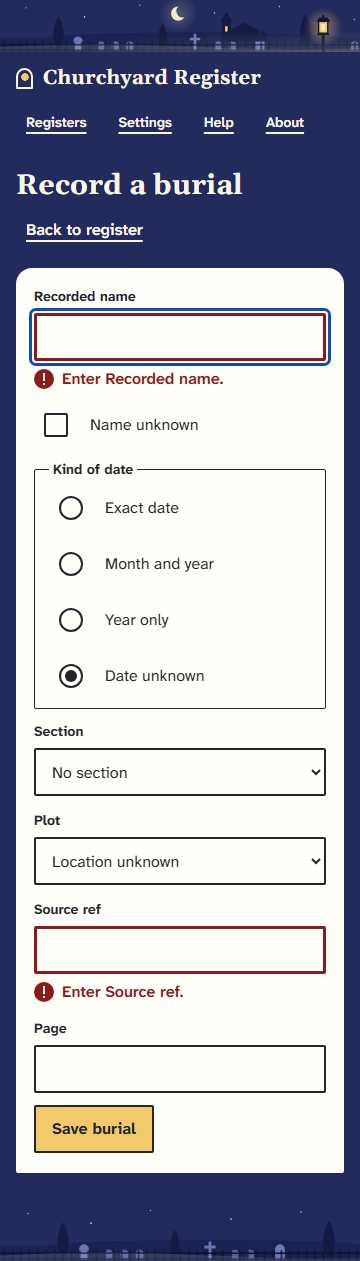 Churchyard Register
Registers Settings Help About
Record a burial
Back to register
Recorded name
Enter Recorded name.
Name unknown
Kind of date
Exact date
Month and year
Year only
Date unknown
Section
No section
Plot
Location unknown
Source ref
Enter Source ref.
Page
Save burial